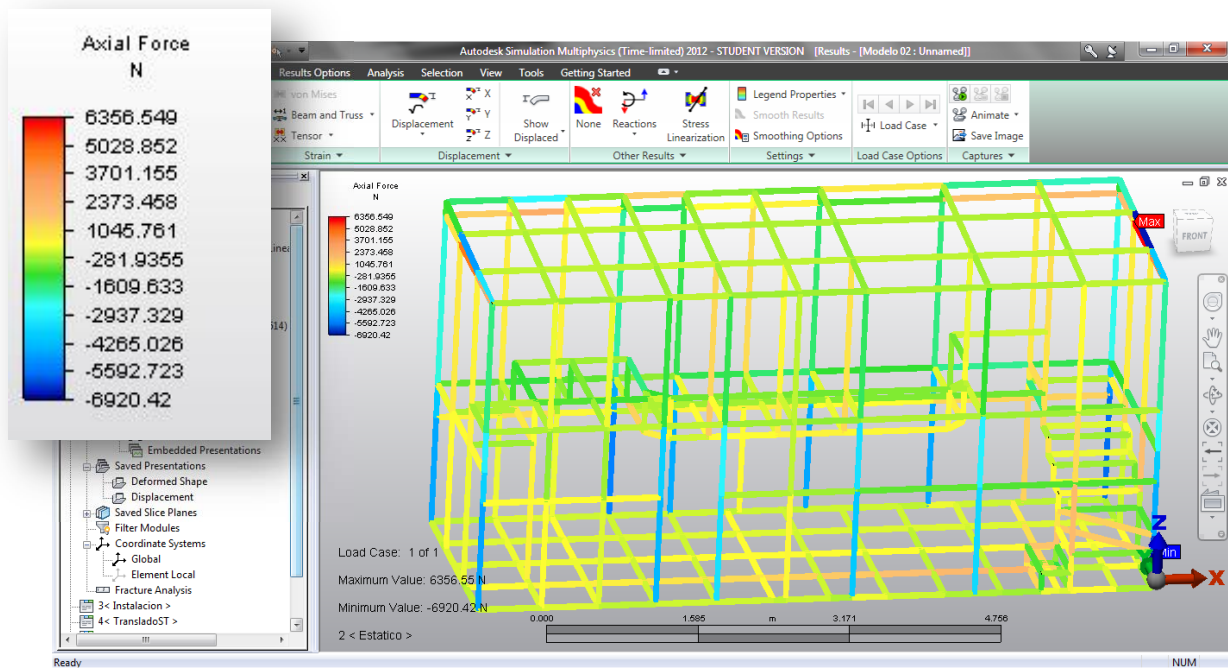 Axial Force
N
6356.549
5028.852
3701.155
2373.458
1045.761
-281.9355
-1609.633
-2937.329
-4265.026
-5592.723
-6920.42
Autodesk Simulation Multiphysics (Time-limited) 2012 - STUDENT VERSION [Results - [Modelo 02 : Unnamed]]
Results Options Analysis Selection View Tools Getting Started
von Mises
Beam and Truss
Tensor
Strain
Displacement
X
Y
Z
Show
Displaced
Displacement
None
Reactions
Stress
Linearization
Other Results
Legend Properties
Smooth Results
Smoothing Options
Settings
Load Case
Load Case Options
Animate
Save Image
Captures
Axial Force
N
6356.549
5028.852
3701.155
2373.458
1045.761
-281.9355
-1609.633
-2937.329
-4265.026
-5592.723
-6920.42
Max
FRONT
Embedded Presentations
Saved Presentations
Deformed Shape
Displacement
Saved Slice Planes
Filter Modules
Coordinate Systems
Global
Element Local
Fracture Analysis
3< Instalacion >
4< TransladoST >
Load Case: 1 of 1
Maximum Value: 6356.55 N
Minimum Value: -6920.42 N
2 < Estatico >
0.000 1.585 m 3.171 4.766
Z
Min
X
Ready
NUM